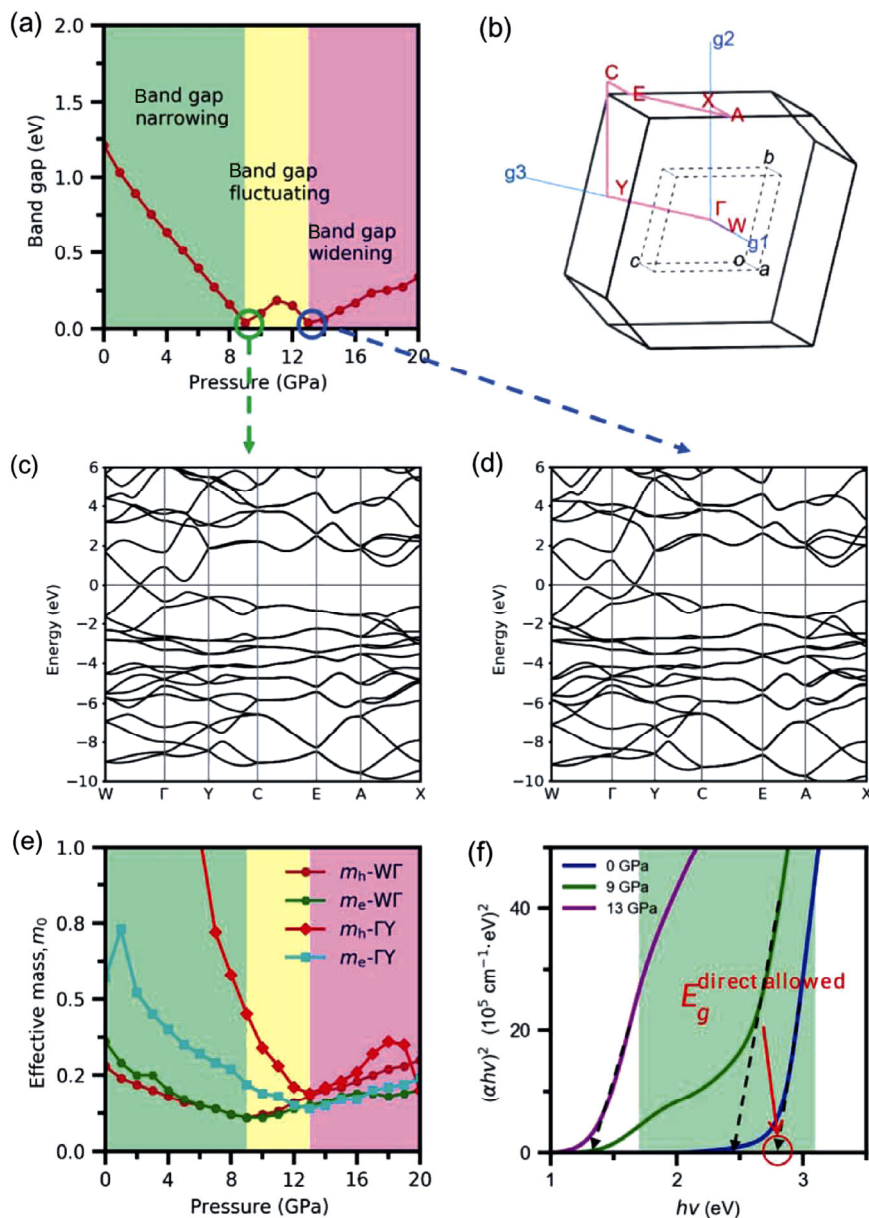 (a)
2.0
1.5
1.0
0.5
0.0
Band gap (eV)
Band gap
narrowing
Band gap
fluctuating
Band gap
widening
0 4 8 12 16 20
Pressure (GPa)
(b)
g2
C
E
X
A
b
g3
Y
Γ
W
g1
c
o
a
(c)
6
4
2
0
−2
−4
−6
−8
−10
Energy (eV)
W Γ Y C E A X
(d)
6
4
2
0
−2
−4
−6
−8
−10
Energy (eV)
W Γ Y C E A X
(e)
1.0
0.8
0.5
0.2
0.0
Effective mass, m₀
mₕ-WΓ
mₑ-WΓ
mₕ-ΓY
mₑ-ΓY
0 4 8 12 16 20
Pressure (GPa)
(f)
0 GPa
9 GPa
13 GPa
40
20
0
(αhν)² (10⁵ cm⁻¹·eV)²
E_g^direct allowed
1 2 3
hν (eV)